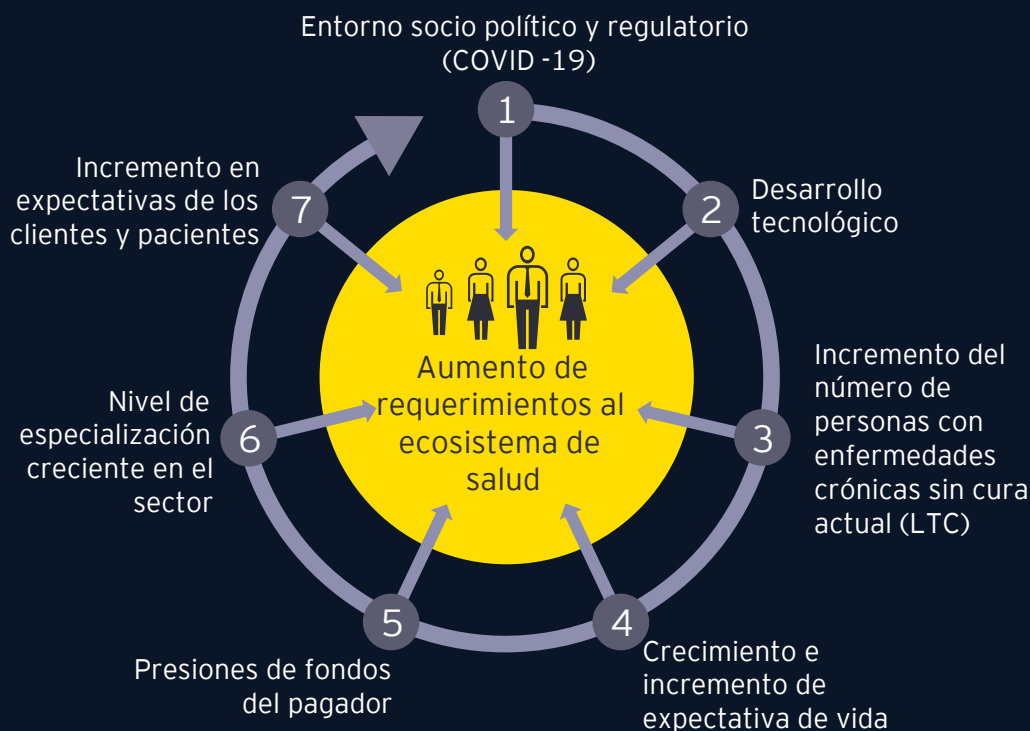 Entorno socio político y regulatorio
(COVID -19)
1
Desarrollo
tecnológico
2
Incremento del
número de
personas con
enfermedades
crónicas sin cura
actual (LTC)
3
Crecimiento e
incremento de
expectativa de vida
4
Presiones de fondos
del pagador
5
Nivel de
especialización
creciente en el
sector
6
Incremento en
expectativas de los
clientes y pacientes
7
Aumento de
requerimientos al
ecosistema de
salud